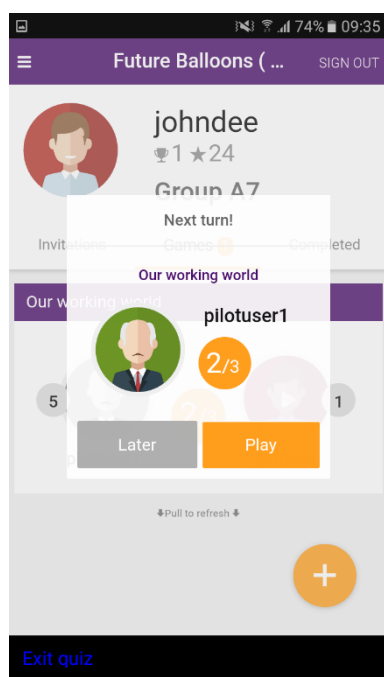 74% 09:35
Future Balloons ( ... SIGN OUT
johndee
1 ★24
Group A7
Next turn!
Invitations Games Completed
Our working world
Our working world
pilotuser1
2/3
5
1
Later Play
Pull to refresh
+
Exit quiz